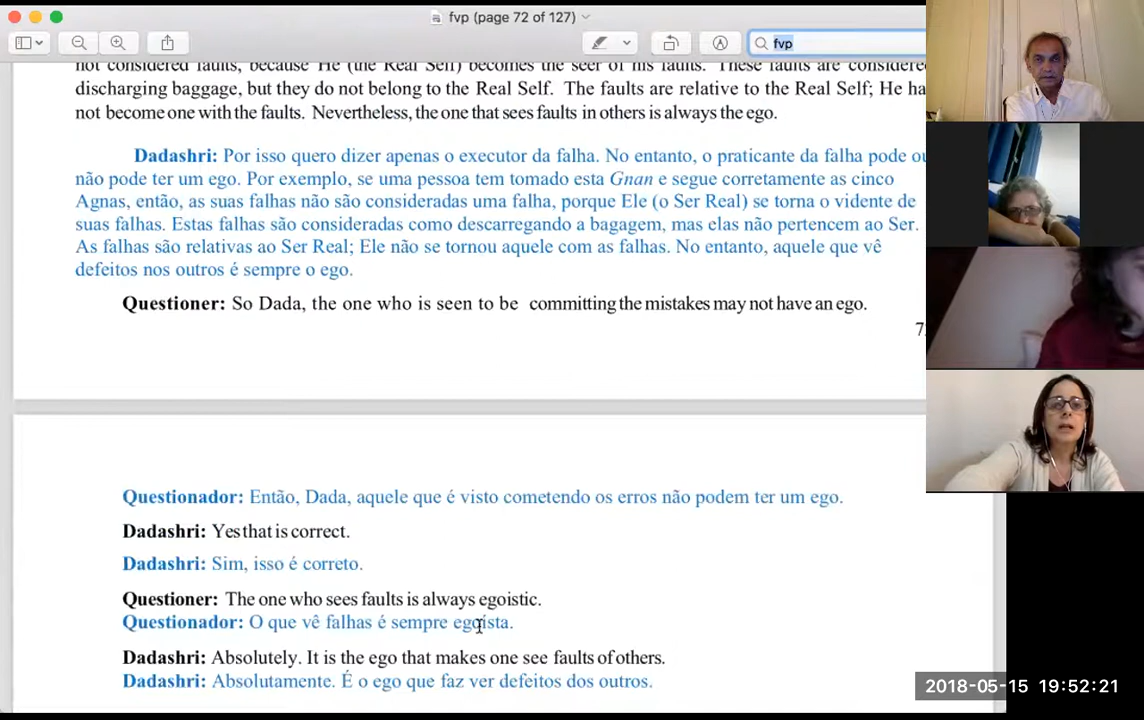 fvp (page 72 of 127)
fvp
not considered faults, because He (the Real Self) becomes the seer of his faults. These faults are considere
discharging baggage, but they do not belong to the Real Self. The faults are relative to the Real Self; He ha
not become one with the faults. Nevertheless, the one that sees faults in others is always the ego.
Dadashri: Por isso quero dizer apenas o executor da falha. No entanto, o praticante da falha pode ou
não pode ter um ego. Por exemplo, se uma pessoa tem tomado esta Gnan e segue corretamente as cinco
Agnas, então, as suas falhas não são consideradas uma falha, porque Ele (o Ser Real) se torna o vidente de
suas falhas. Estas falhas são consideradas como descarregando a bagagem, mas elas não pertencem ao Ser.
As falhas são relativas ao Ser Real; Ele não se tornou aquele com as falhas. No entanto, aquele que vê
defeitos nos outros é sempre o ego.
Questioner: So Dada, the one who is seen to be committing the mistakes may not have an ego.
Questionador: Então, Dada, aquele que é visto cometendo os erros não podem ter um ego.
Dadashri: Yes that is correct.
Dadashri: Sim, isso é correto.
Questioner: The one who sees faults is always egoistic.
Questionador: O que vê falhas é sempre egoista.
Dadashri: Absolutely. It is the ego that makes one see faults of others.
Dadashri: Absolutamente. É o ego que faz ver defeitos dos outros.
2018-05-15 19:52:21